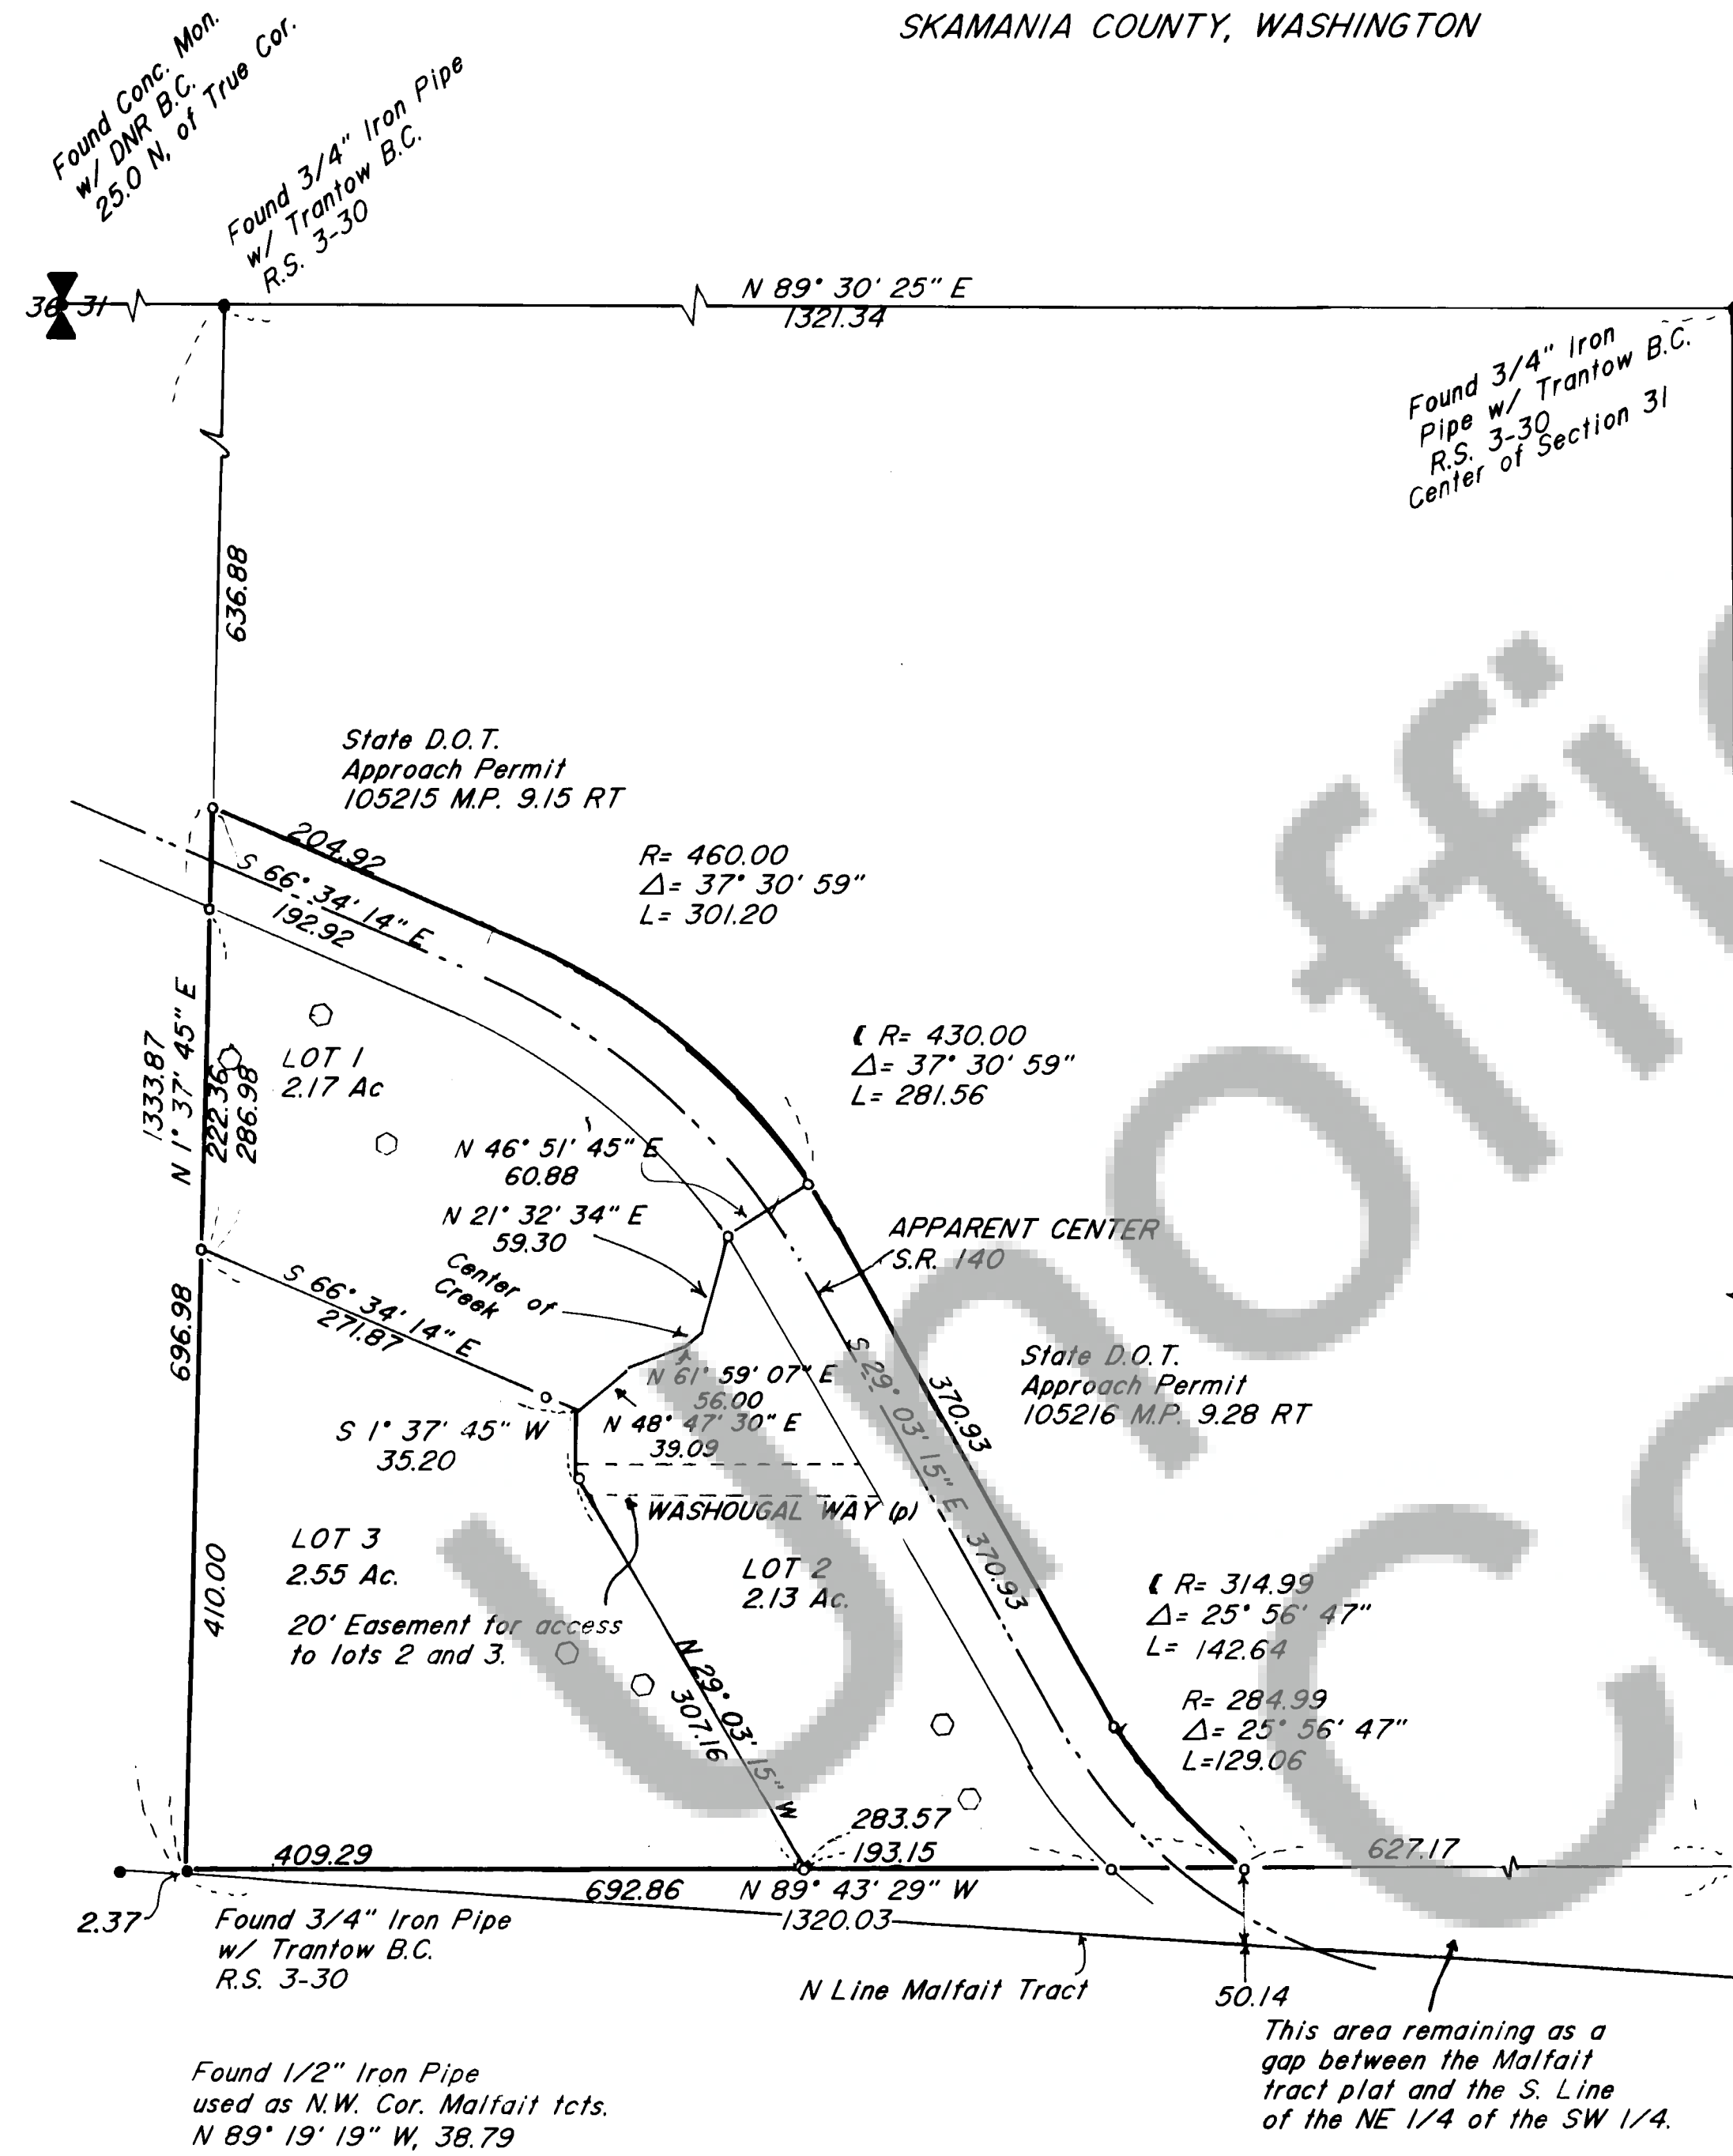 SKAMANIA COUNTY, WASHINGTON
Found Conc. Mon.
w/ DNR B.C.
25.0 N, of True Cor.
Found 3/4" Iron Pipe
w/ Trantow B.C.
R.S. 3-30
36 31
N 89° 30' 25" E
1321.34
Found 3/4" Iron
Pipe w/ Trantow B.C.
R.S. 3-30
Center of Section 31
636.88
State D.O.T.
Approach Permit
105215 M.P. 9.15 RT
204.92
S 66° 34' 14" E
192.92
R= 460.00
Δ= 37° 30' 59"
L= 301.20
℄ R= 430.00
Δ= 37° 30' 59"
L= 281.56
1333.87
N 1° 37' 45" E
222.36
286.98
LOT 1
2.17 Ac
N 46° 51' 45" E
60.88
N 21° 32' 34" E
59.30
Center of
Creek
APPARENT CENTER
S.R. 140
S 66° 34' 14" E
271.87
696.98
N 61° 59' 07" E
56.00
N 48° 47' 30" E
39.09
S 1° 37' 45" W
35.20
S 29° 03' 15" E 370.93
370.93
State D.O.T.
Approach Permit
105216 M.P. 9.28 RT
WASHOUGAL WAY (p)
LOT 3
2.55 Ac.
LOT 2
2.13 Ac.
410.00
20' Easement for access
to lots 2 and 3.
N 29° 03' 15" W
307.16
℄ R= 314.99
Δ= 25° 56' 47"
L= 142.64
R= 284.99
Δ= 25° 56' 47"
L=129.06
283.57
193.15
409.29
627.17
692.86
N 89° 43' 29" W
1320.03
2.37
Found 3/4" Iron Pipe
w/ Trantow B.C.
R.S. 3-30
N Line Malfait Tract
50.14
This area remaining as a
gap between the Malfait
tract plat and the S. Line
of the NE 1/4 of the SW 1/4.
Found 1/2" Iron Pipe
used as N.W. Cor. Malfait tcts.
N 89° 19' 19" W, 38.79